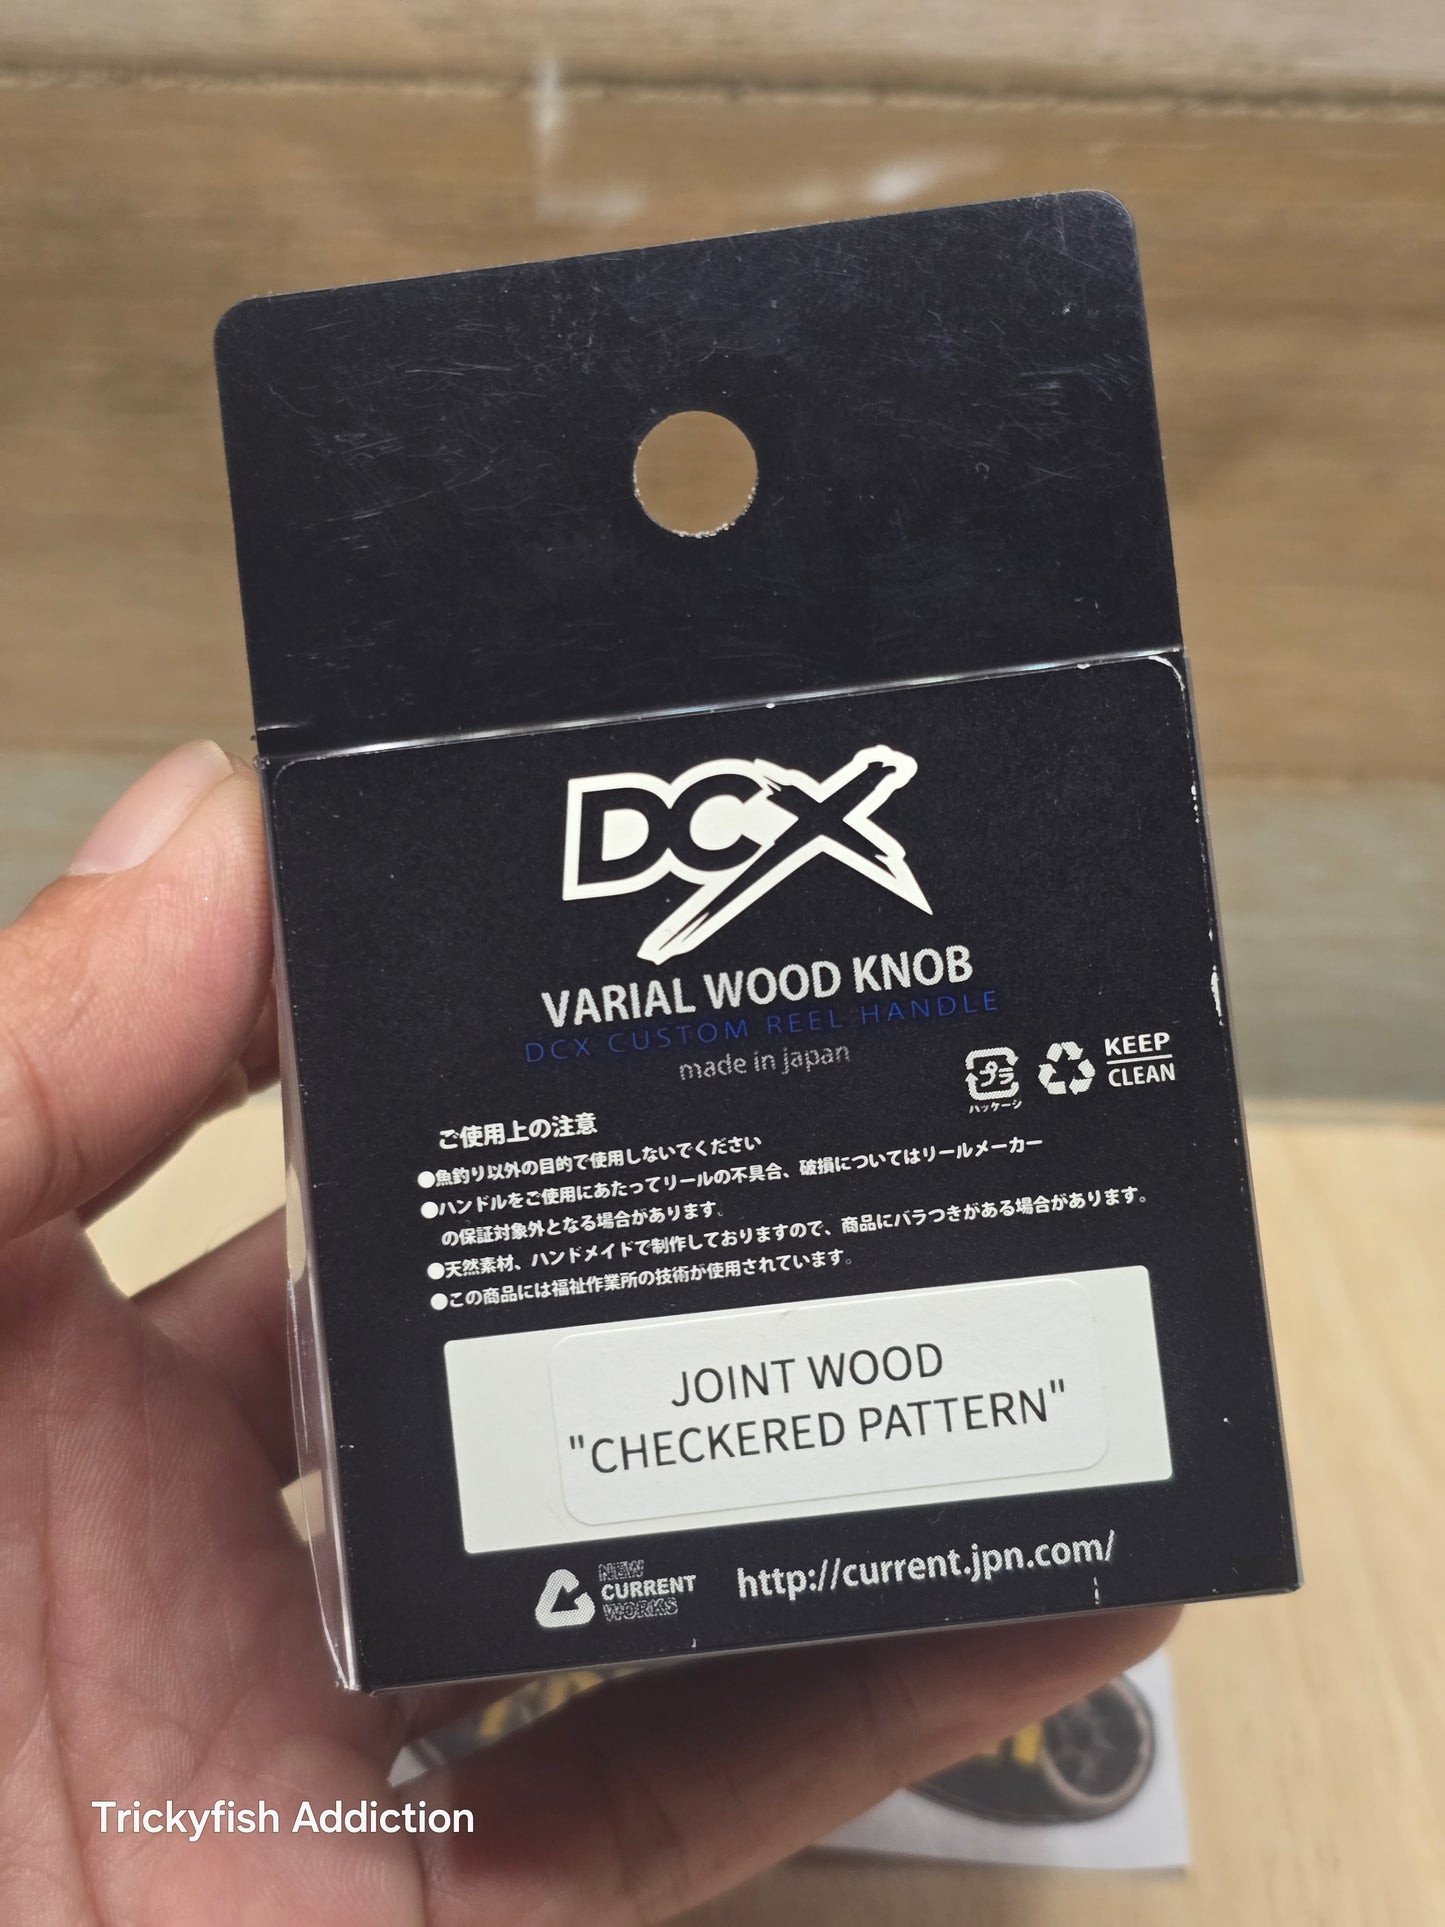 DCX
VARIAL WOOD KNOB
DCX CUSTOM REEL HANDLE
made in japan
プラ
パッケージ
KEEP
CLEAN
ご使用上の注意
●魚釣り以外の目的で使用しないでください
●ハンドルをご使用にあたってリールの不具合、破損についてはリールメーカー
の保証対象外となる場合があります。
●天然素材、ハンドメイドで制作しておりますので、商品にバラつきがある場合があります。
●この商品には福祉作業所の技術が使用されています。
JOINT WOOD
"CHECKERED PATTERN"
NEW
CURRENT
WORKS
http://current.jpn.com/
Trickyfish Addiction